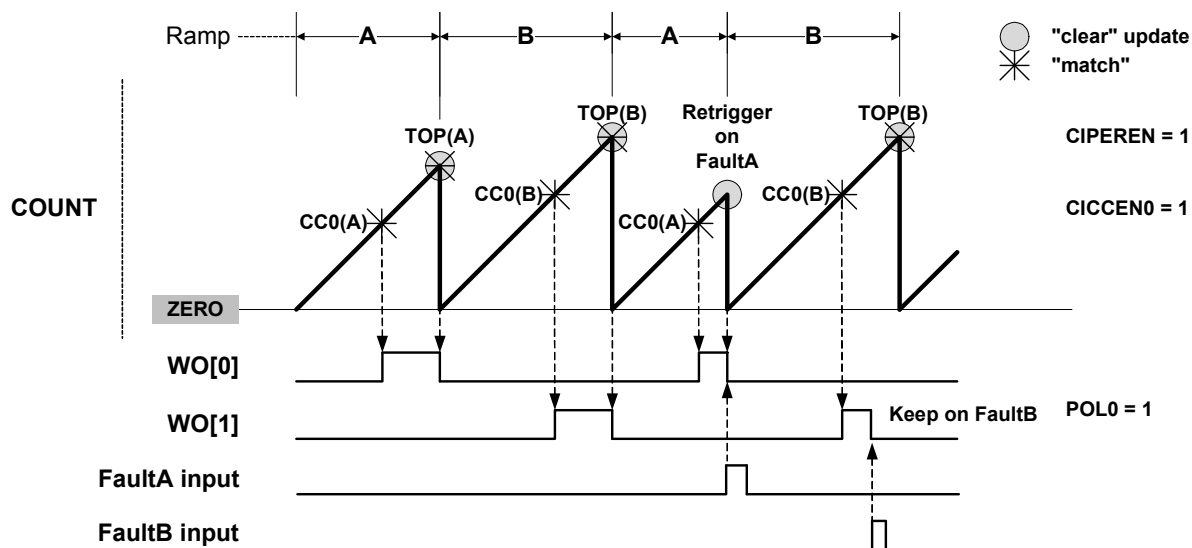 Ramp A B A B
"clear" update
"match"
TOP(A)
TOP(B)
Retrigger
on
FaultA
TOP(B)
CIPEREN = 1
COUNT
CC0(A)
CC0(B)
CC0(A)
CC0(B)
CICCEN0 = 1
ZERO
WO[0]
WO[1]
Keep on FaultB
POL0 = 1
FaultA input
FaultB input